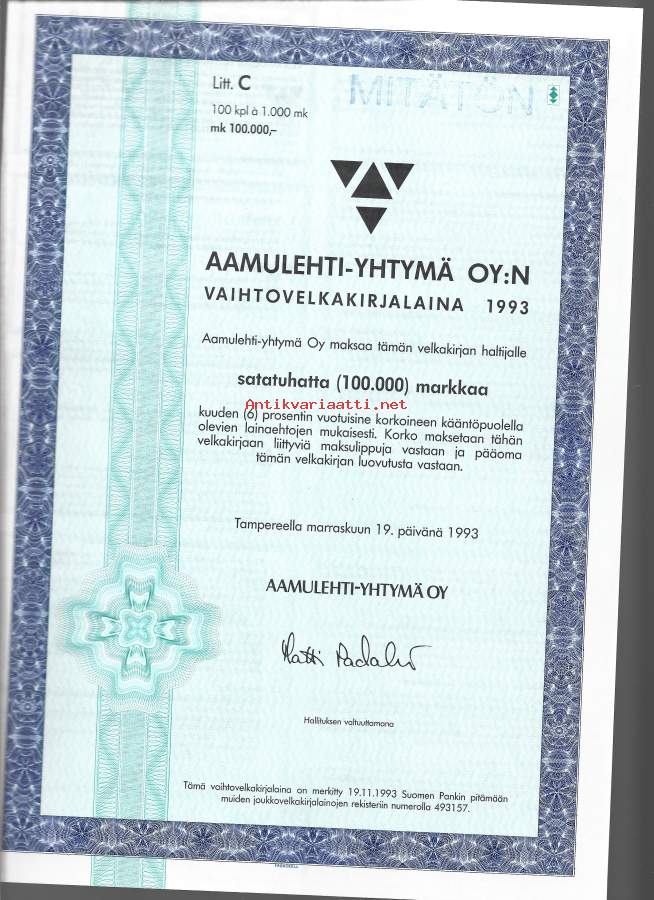 Litt. C
MITÄTÖN
100 kpl à 1.000 mk
mk 100.000,–
AAMULEHTI-YHTYMÄ OY:N
VAIHTOVELKAKIRJALAINA 1993
Aamulehti-yhtymä Oy maksaa tämän velkakirjan haltijalle
satatuhatta (100.000) markkaa
Antikvariaatti.net
kuuden (6) prosentin vuotuisine korkoineen kääntöpuolella
olevien lainaehtojen mukaisesti. Korko maksetaan tähän
velkakirjaan liittyviä maksulippuja vastaan ja pääoma
tämän velkakirjan luovutusta vastaan.
Tampereella marraskuun 19. päivänä 1993
AAMULEHTI-YHTYMÄ OY
Hallituksen valtuuttamana
Tämä vaihtovelkakirjalaina on merkitty 19.11.1993 Suomen Pankin pitämään
muiden joukkovelkakirjalainojen rekisteriin numerolla 493157.